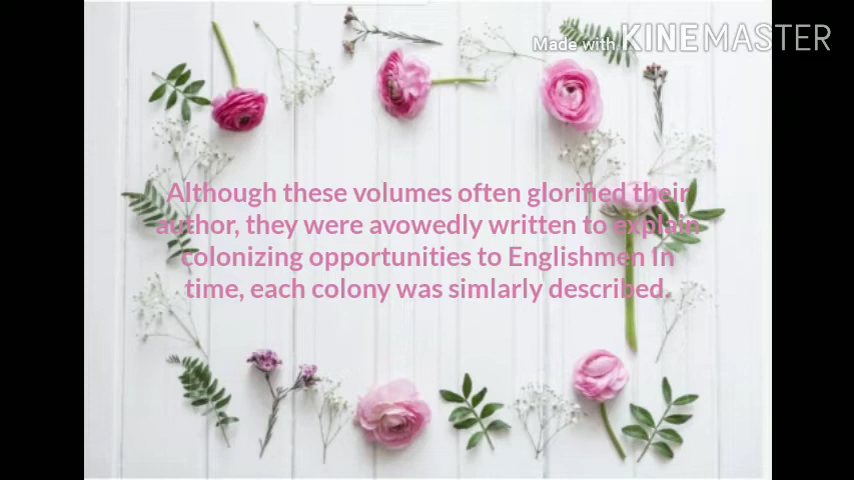 Made with KINEMASTER
Although these volumes often glorified their
author, they were avowedly written to explain
colonizing opportunities to Englishmen In
time, each colony was simlarly described.